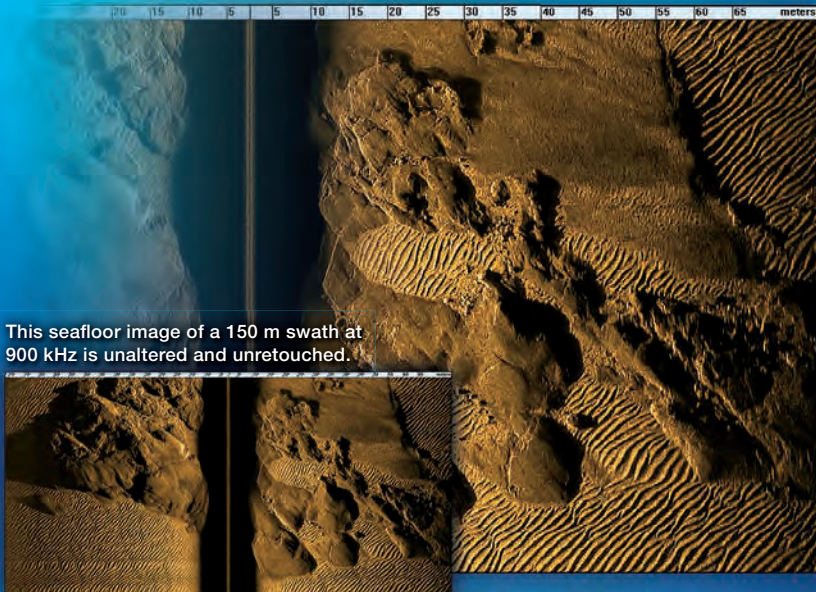 20 15 10 5 5 10 15 20 25 30 35 40 45 50 55 60 65 meters
This seafloor image of a 150 m swath at
900 kHz is unaltered and unretouched.